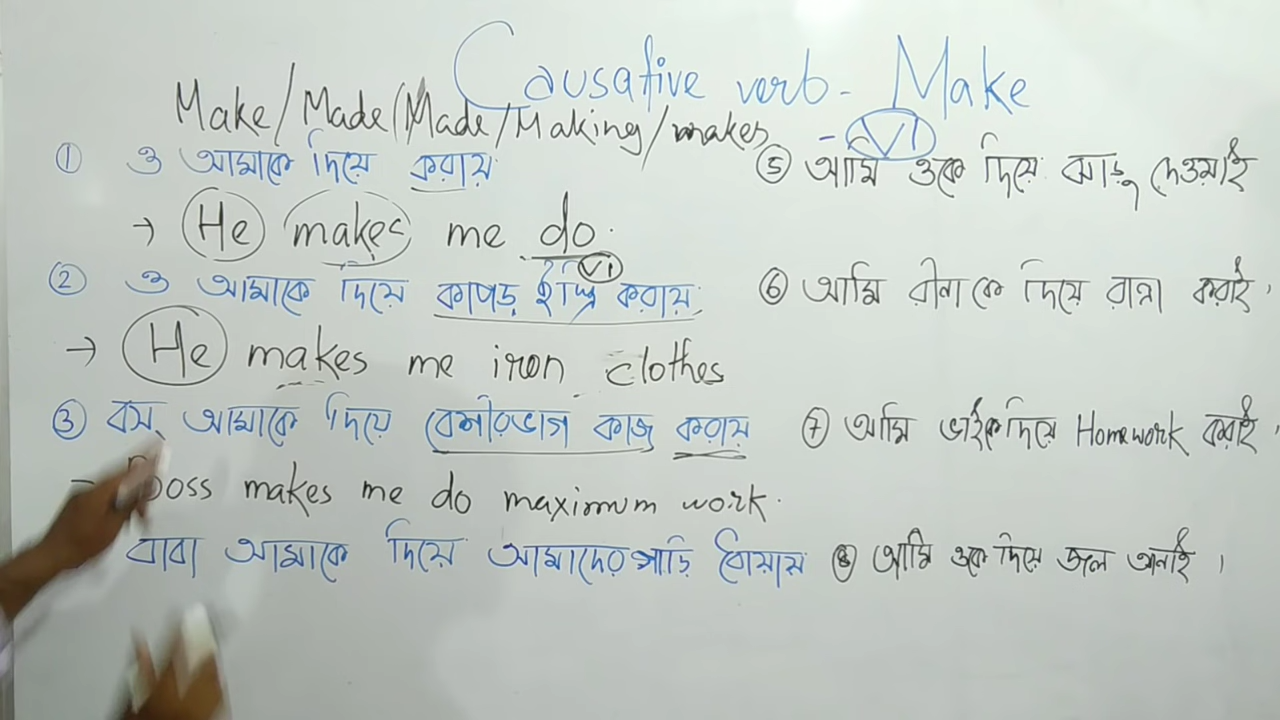 Causative verb - Make
Make/Made/Made/Making/makes - V1
① ও আমাকে দিয়ে করায়
→ He makes me do.
V1
② ও আমাকে দিয়ে কাপড় ইস্ত্রি করায়
→ He makes me iron clothes
③ বস্ আমাকে দিয়ে বেশীরভাগ কাজ করায়
→ Boss makes me do maximum work.
বাবা আমাকে দিয়ে আমাদের গাড়ি ধোয়ায়
⑤ আমি ওকে দিয়ে ঝাড়ু দেওয়াই
⑥ আমি রীনাকে দিয়ে রান্না করাই।
⑦ আমি ভাইকে দিয়ে Homework করাই।
⑧ আমি ওকে দিয়ে জল আনাই।